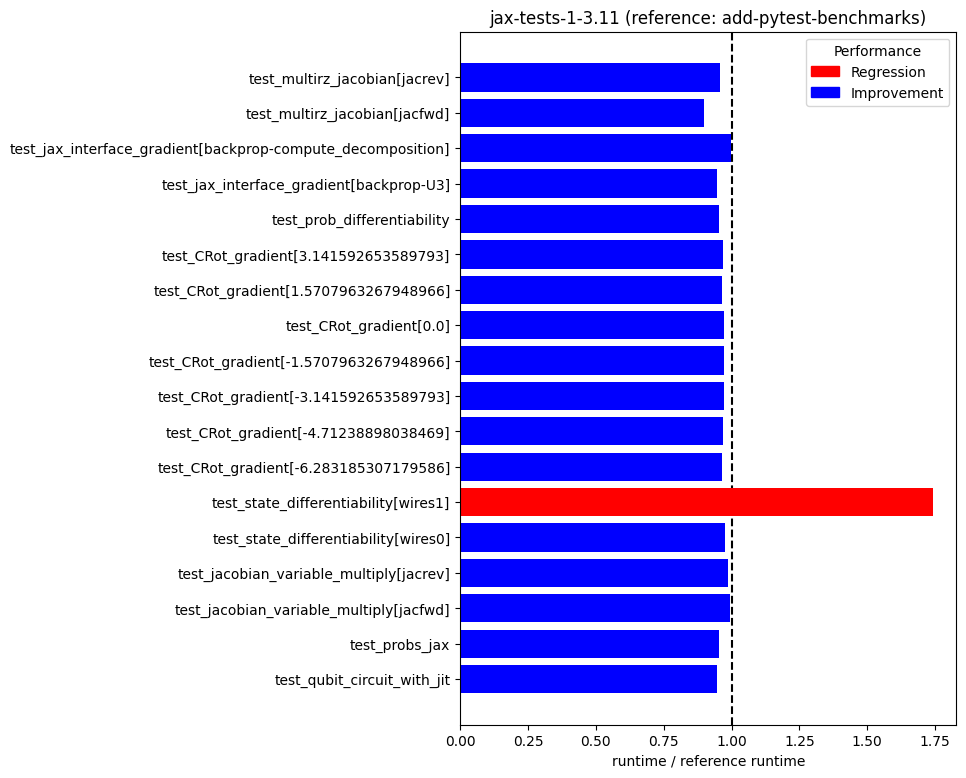 jax-tests-1-3.11 (reference: add-pytest-benchmarks)
Performance
Regression
Improvement
test_multirz_jacobian[jacrev]
test_multirz_jacobian[jacfwd]
test_jax_interface_gradient[backprop-compute_decomposition]
test_jax_interface_gradient[backprop-U3]
test_prob_differentiability
test_CRot_gradient[3.141592653589793]
test_CRot_gradient[1.5707963267948966]
test_CRot_gradient[0.0]
test_CRot_gradient[-1.5707963267948966]
test_CRot_gradient[-3.141592653589793]
test_CRot_gradient[-4.71238898038469]
test_CRot_gradient[-6.283185307179586]
test_state_differentiability[wires1]
test_state_differentiability[wires0]
test_jacobian_variable_multiply[jacrev]
test_jacobian_variable_multiply[jacfwd]
test_probs_jax
test_qubit_circuit_with_jit
0.00 0.25 0.50 0.75 1.00 1.25 1.50 1.75
runtime / reference runtime